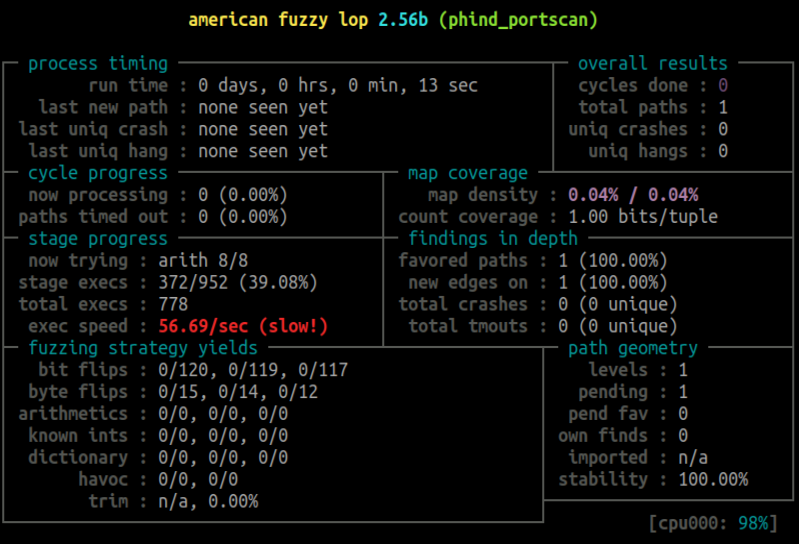 american fuzzy lop 2.56b (phind_portscan)
process timing
run time : 0 days, 0 hrs, 0 min, 13 sec
last new path : none seen yet
last uniq crash : none seen yet
last uniq hang : none seen yet
overall results
cycles done : 0
total paths : 1
uniq crashes : 0
uniq hangs : 0
cycle progress
now processing : 0 (0.00%)
paths timed out : 0 (0.00%)
map coverage
map density : 0.04% / 0.04%
count coverage : 1.00 bits/tuple
stage progress
now trying : arith 8/8
stage execs : 372/952 (39.08%)
total execs : 778
exec speed : 56.69/sec (slow!)
findings in depth
favored paths : 1 (100.00%)
new edges on : 1 (100.00%)
total crashes : 0 (0 unique)
total tmouts : 0 (0 unique)
fuzzing strategy yields
bit flips : 0/120, 0/119, 0/117
byte flips : 0/15, 0/14, 0/12
arithmetics : 0/0, 0/0, 0/0
known ints : 0/0, 0/0, 0/0
dictionary : 0/0, 0/0, 0/0
havoc : 0/0, 0/0
trim : n/a, 0.00%
path geometry
levels : 1
pending : 1
pend fav : 0
own finds : 0
imported : n/a
stability : 100.00%
[cpu000: 98%]